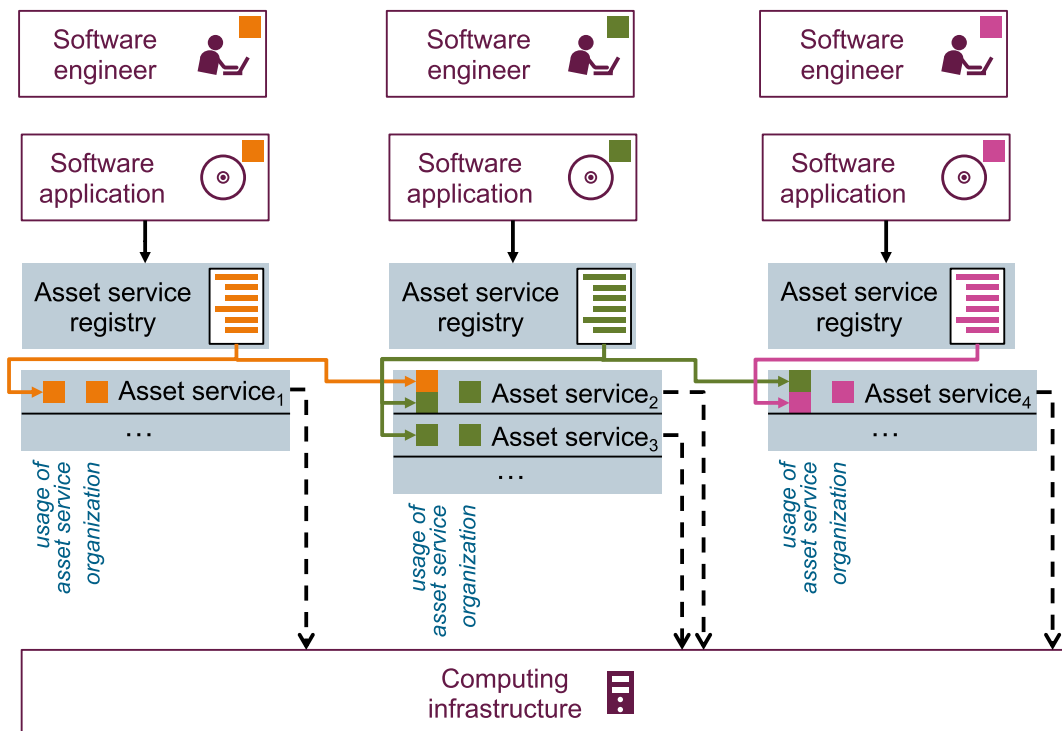 Software
engineer
Software
engineer
Software
engineer
Software
application
Software
application
Software
application
Asset service
registry
Asset service
registry
Asset service
registry
Asset service₁
...
usage of
asset service
organization
Asset service₂
Asset service₃
...
usage of
asset service
organization
Asset service₄
...
usage of
asset service
organization
Computing
infrastructure